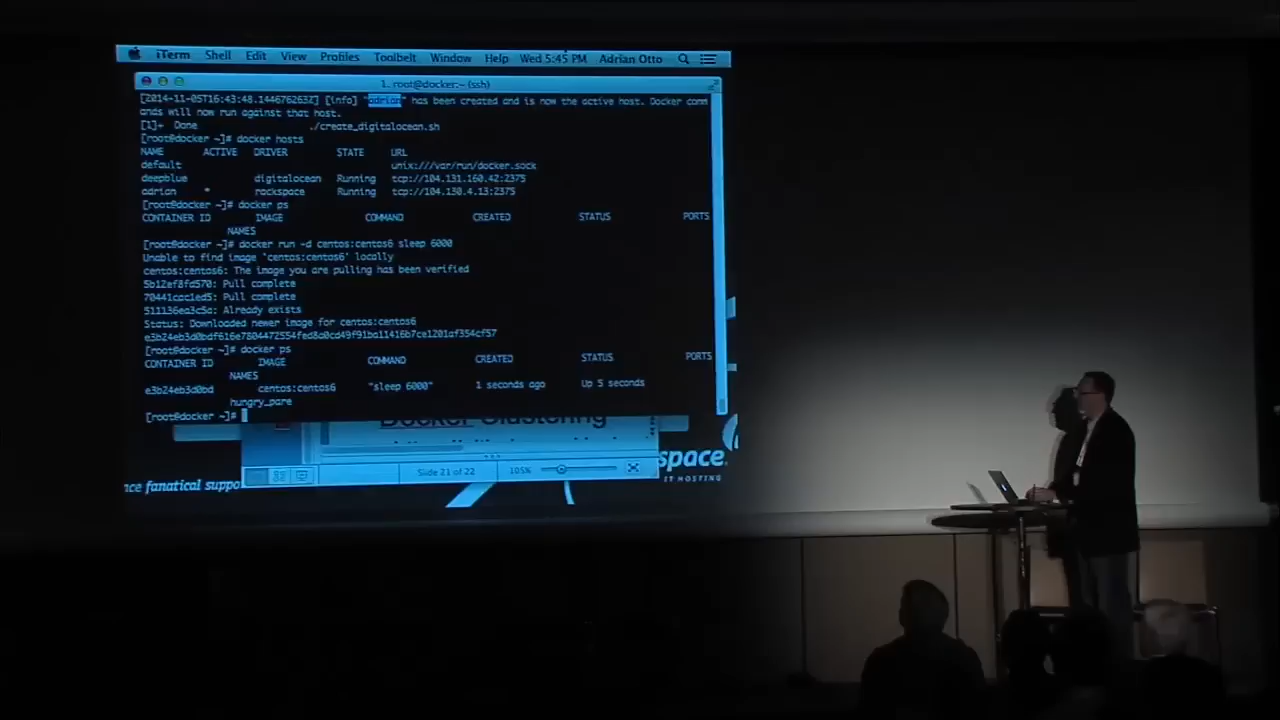 iTerm Shell Edit View Profiles Toolbelt Window Help Wed 5:45 PM Adrian Otto
1. root@docker:~ (ssh)
[2014-11-05T16:43:48.144676263Z] [info] "adrian" has been created and is now the active host. Docker comm
ands will now run against that host.
[1]+ Done ./create_digitalocean.sh
[root@docker ~]# docker hosts
NAME ACTIVE DRIVER STATE URL
default unix:///var/run/docker.sock
deepblue digitalocean Running tcp://104.131.160.42:2375
adrian * rackspace Running tcp://104.130.4.13:2375
[root@docker ~]# docker ps
CONTAINER ID IMAGE COMMAND CREATED STATUS PORTS
NAMES
[root@docker ~]# docker run -d centos:centos6 sleep 6000
Unable to find image 'centos:centos6' locally
centos:centos6: The image you are pulling has been verified
5b12ef8fd570: Pull complete
70441cac1ed5: Pull complete
511136ea3c5a: Already exists
Status: Downloaded newer image for centos:centos6
e3b24eb3d0bdf616e7804472554fed8a0cd49f91ba11416b7ce1201af354cf57
[root@docker ~]# docker ps
CONTAINER ID IMAGE COMMAND CREATED STATUS PORTS
NAMES
e3b24eb3d0bd centos:centos6 "sleep 6000" 1 seconds ago Up 5 seconds
hungry_pare
[root@docker ~]#
Docker Clustering
Slide 21 of 22 105%
space
IT HOSTING
nce fanatical suppo